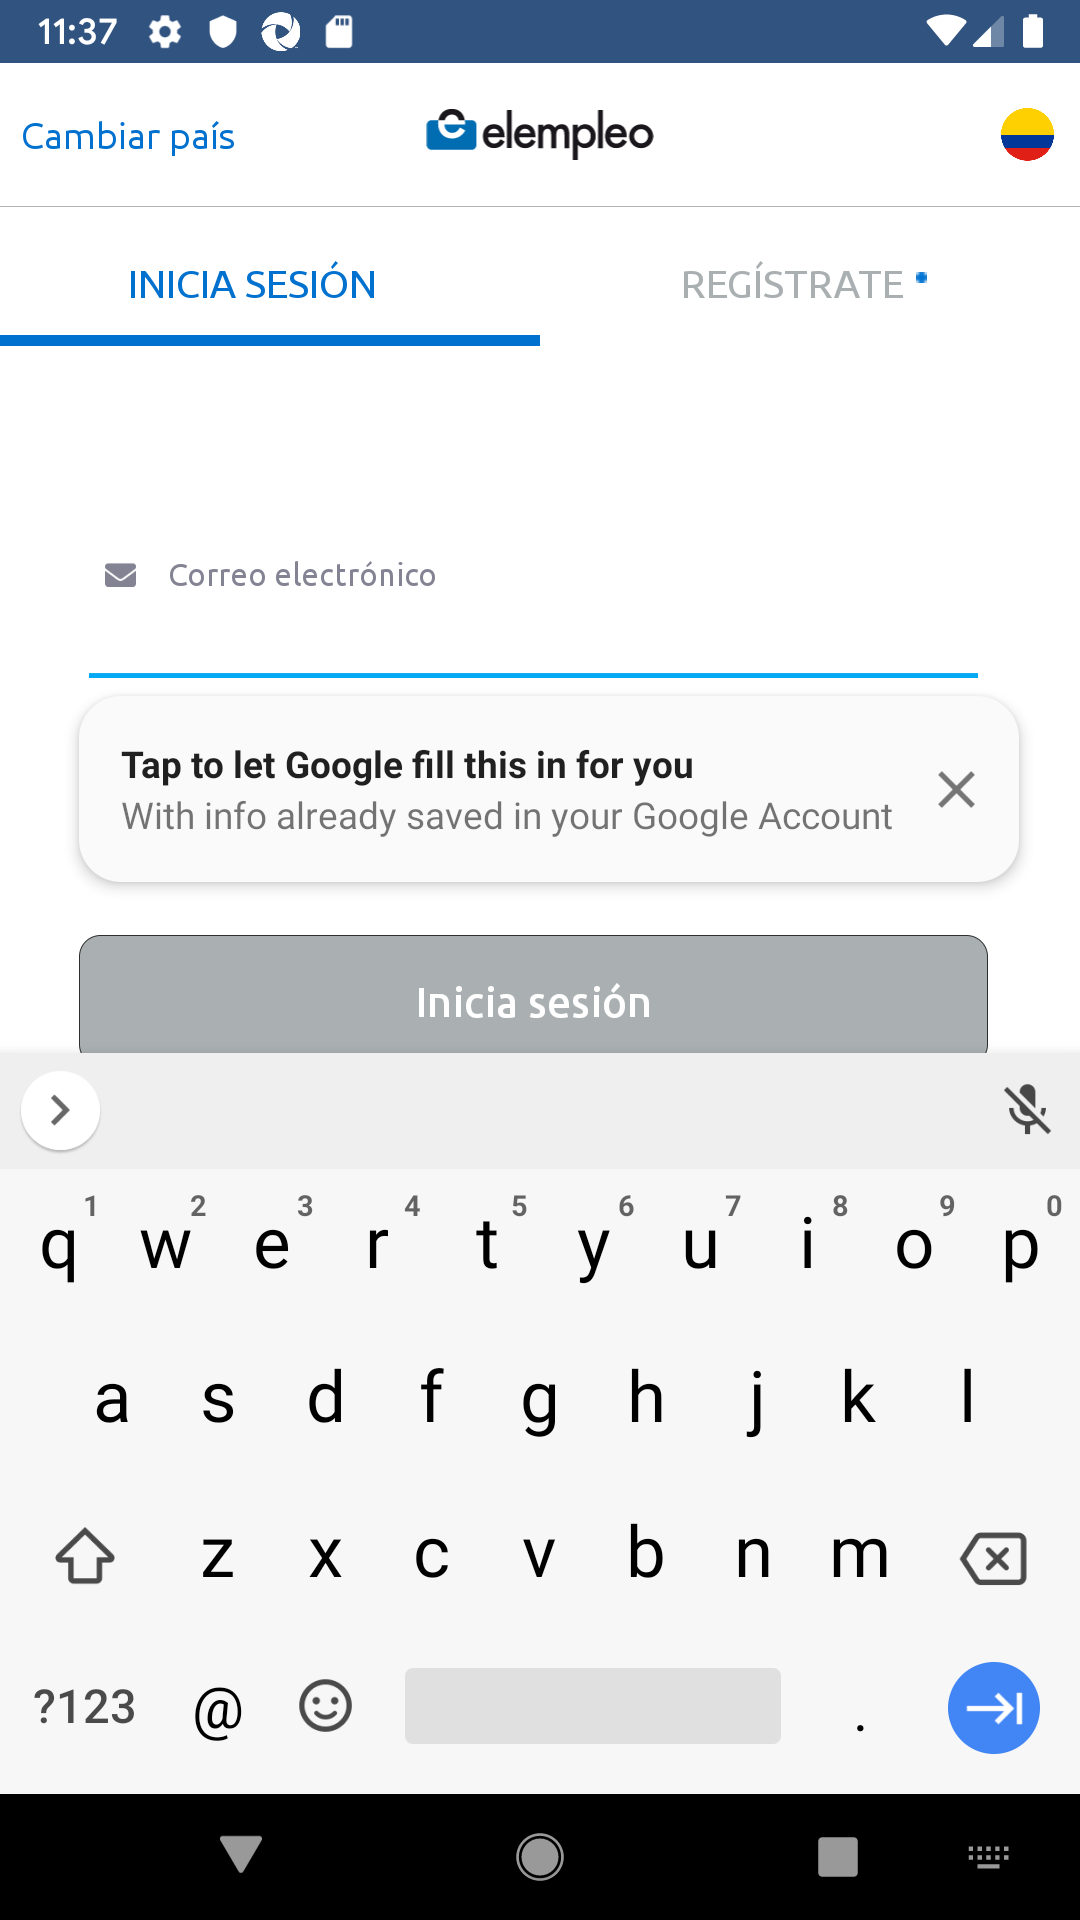 11:37
Cambiar país
elempleo
INICIA SESIÓN
REGÍSTRATE
Correo electrónico
Tap to let Google fill this in for you
With info already saved in your Google Account
Inicia sesión
1 2 3 4 5 6 7 8 9 0
q w e r t y u i o p
a s d f g h j k l
z x c v b n m
?123 @ .